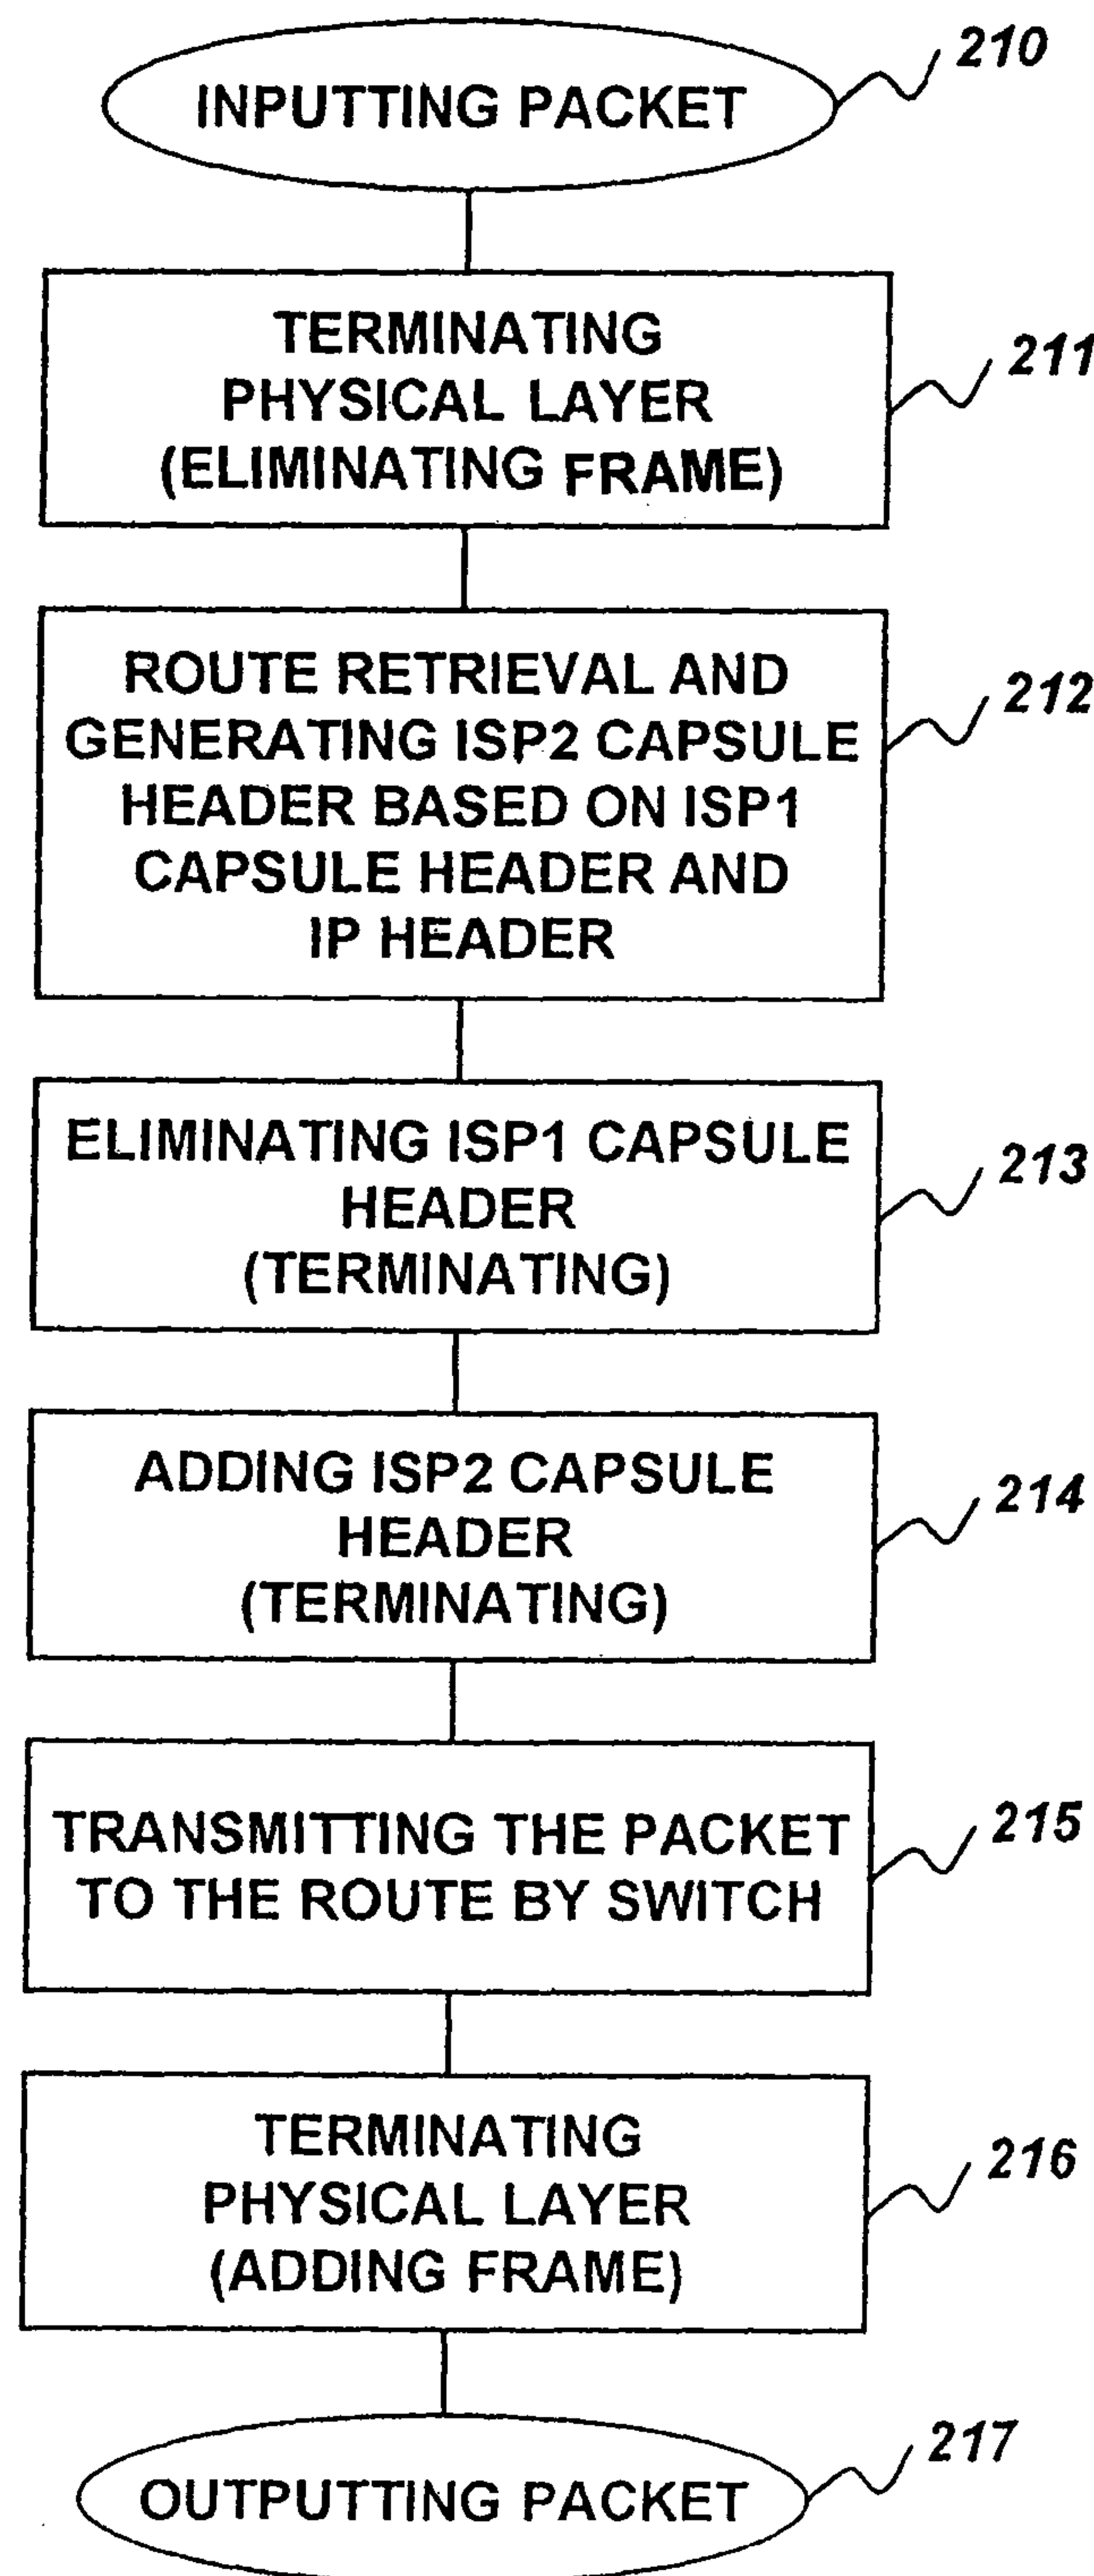 INPUTTING PACKET
210
TERMINATING
PHYSICAL LAYER
(ELIMINATING FRAME)
211
ROUTE RETRIEVAL AND
GENERATING ISP2 CAPSULE
HEADER BASED ON ISP1
CAPSULE HEADER AND
IP HEADER
212
ELIMINATING ISP1 CAPSULE
HEADER
(TERMINATING)
213
ADDING ISP2 CAPSULE
HEADER
(TERMINATING)
214
TRANSMITTING THE PACKET
TO THE ROUTE BY SWITCH
215
TERMINATING
PHYSICAL LAYER
(ADDING FRAME)
216
OUTPUTTING PACKET
217